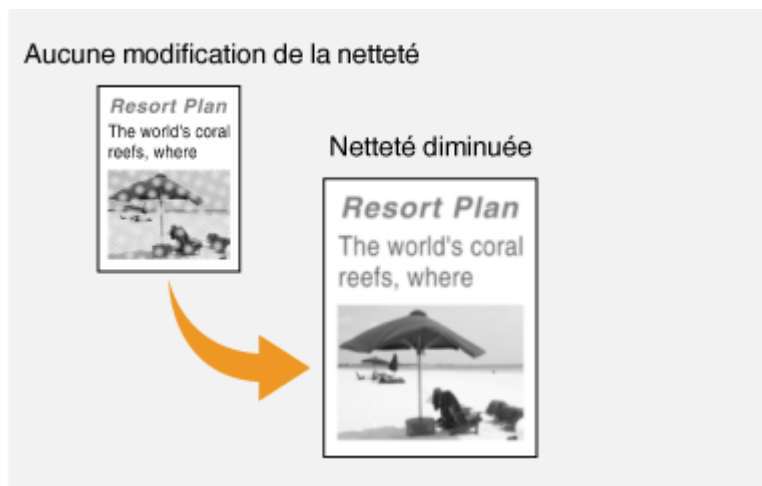 Aucune modification de la netteté
Resort Plan
The world's coral
reefs, where
Netteté diminuée
Resort Plan
The world's coral
reefs, where